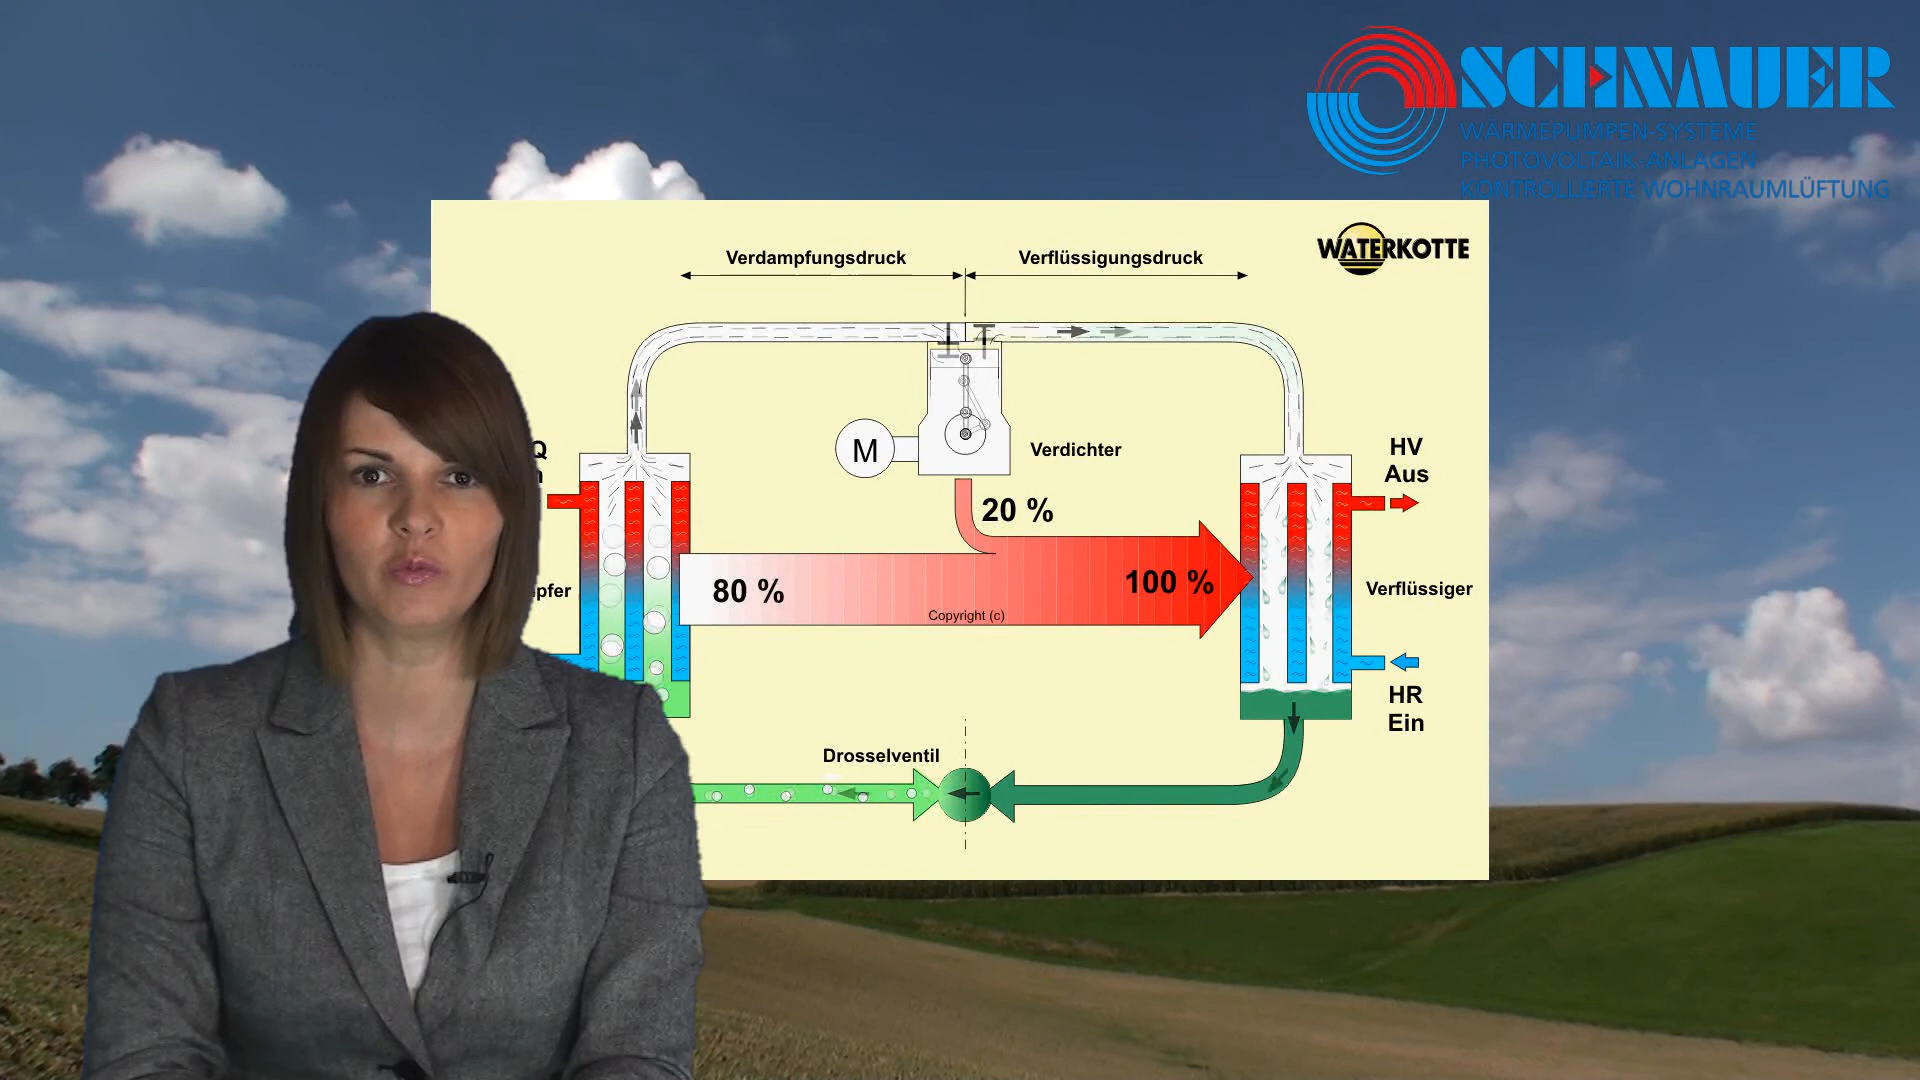 SCHNAUER
WÄRMEPUMPEN-SYSTEME
PHOTOVOLTAIK-ANLAGEN
KONTROLLIERTE WOHNRAUMLÜFTUNG
WATERKOTTE
Verdampfungsdruck
Verflüssigungsdruck
M
Verdichter
Q
HV
Aus
20 %
80 %
100 %
Copyright (c)
pfer
Verflüssiger
HR
Ein
Drosselventil